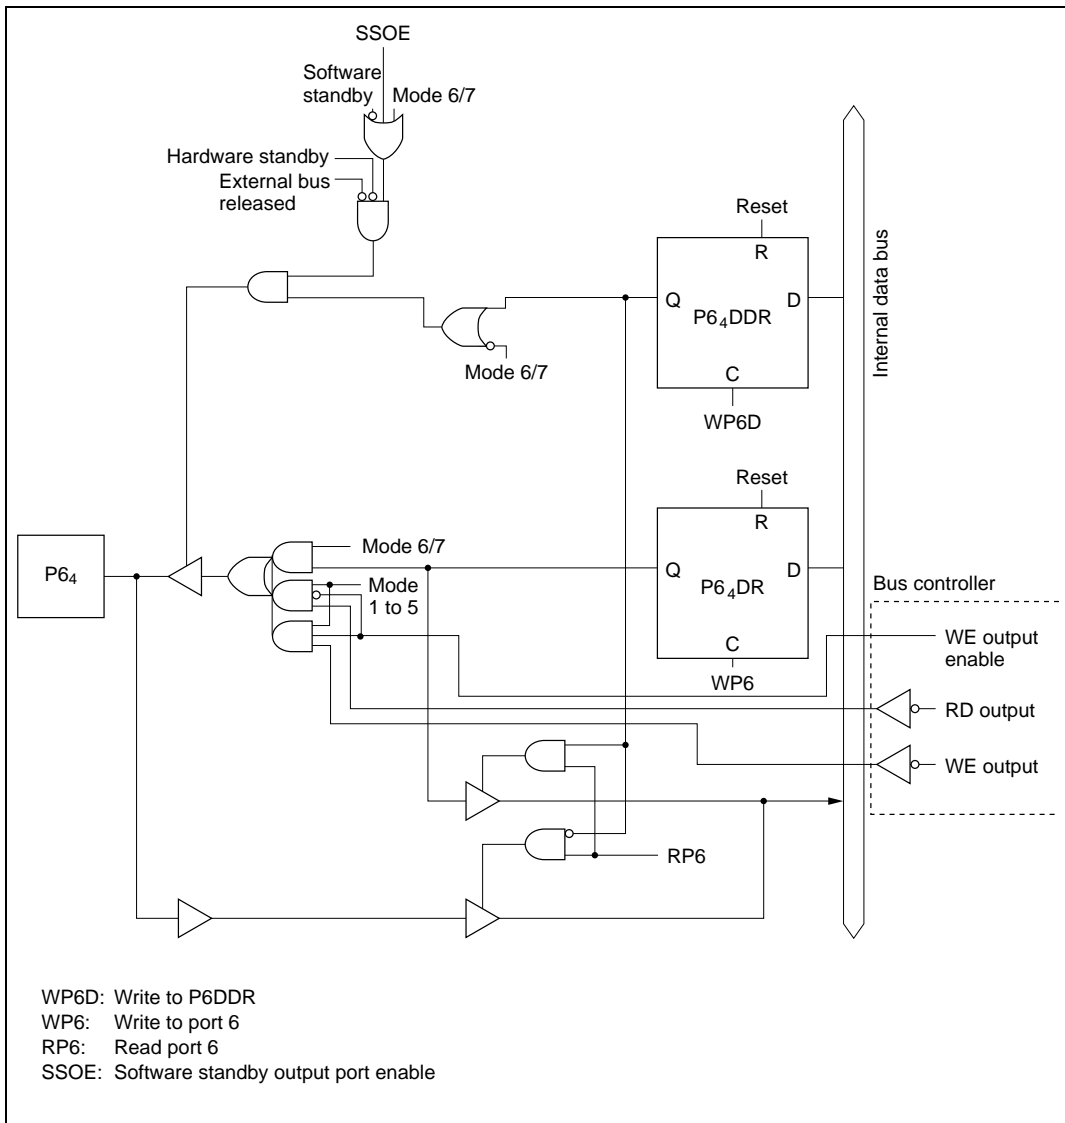 SSOE
Software
standby
Mode 6/7
Hardware standby
External bus
released
Reset
R
Q
P6₄DDR
D
C
WP6D
Mode 6/7
Internal data bus
Reset
R
Q
P6₄DR
D
C
WP6
P6₄
Mode 6/7
Mode
1 to 5
Bus controller
WE output
enable
RD output
WE output
RP6
WP6D: Write to P6DDR
WP6: Write to port 6
RP6: Read port 6
SSOE: Software standby output port enable